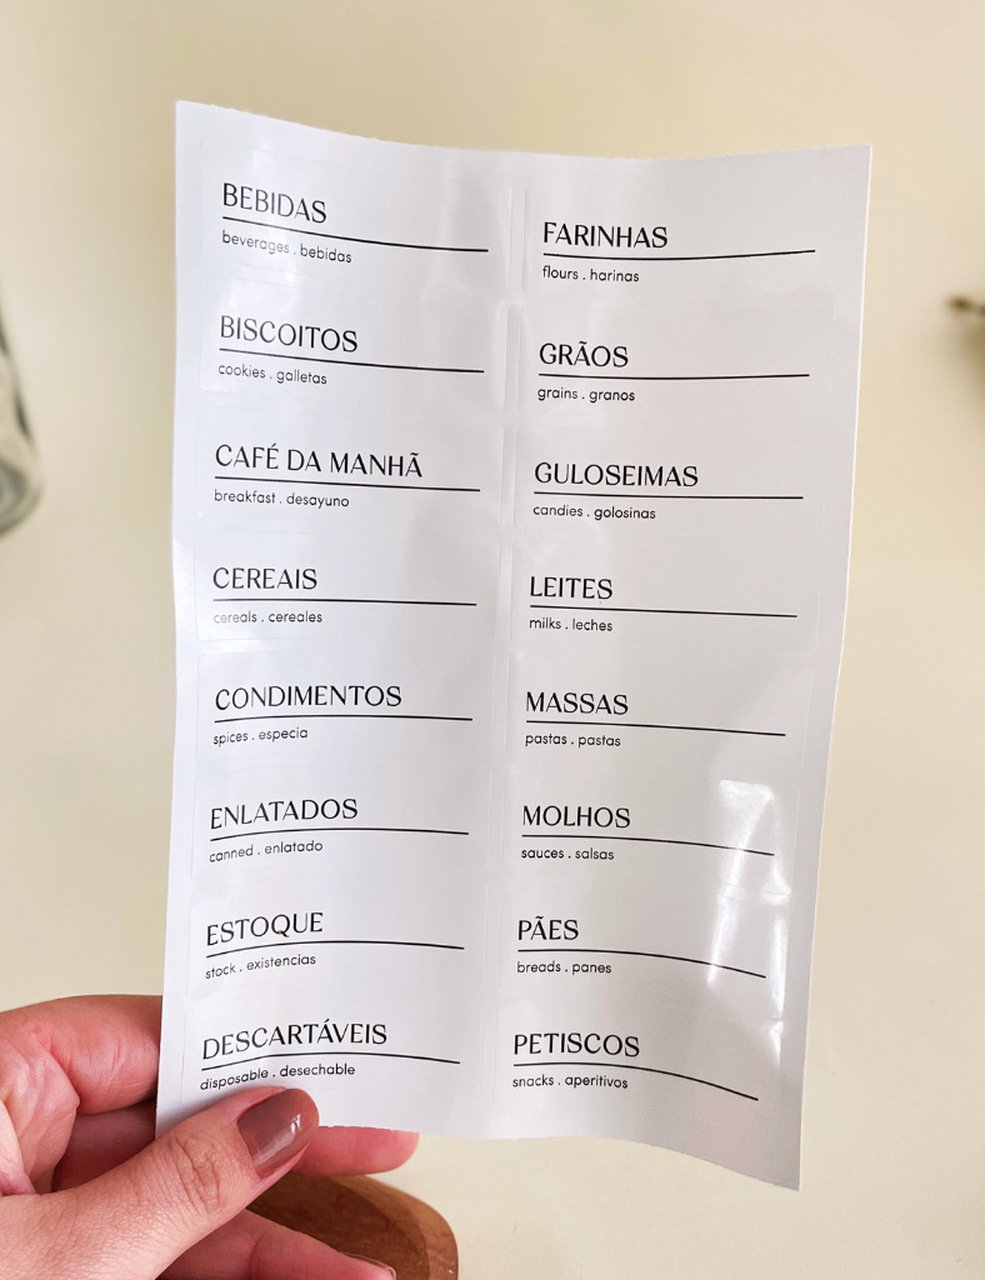 BEBIDAS
beverages . bebidas
BISCOITOS
cookies . galletas
CAFÉ DA MANHÃ
breakfast . desayuno
CEREAIS
cereals . cereales
CONDIMENTOS
spices . especia
ENLATADOS
canned . enlatado
ESTOQUE
stock . existencias
DESCARTÁVEIS
disposable . desechable
FARINHAS
flours . harinas
GRÃOS
grains . granos
GULOSEIMAS
candies . golosinas
LEITES
milks . leches
MASSAS
pastas . pastas
MOLHOS
sauces . salsas
PÃES
breads . panes
PETISCOS
snacks . aperitivos